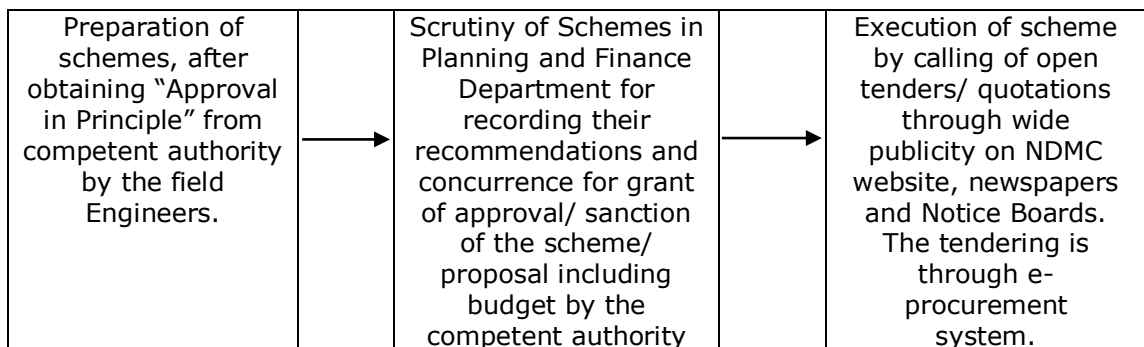 Preparation of
schemes, after
obtaining “Approval
in Principle” from
competent authority
by the field
Engineers.
Scrutiny of Schemes in
Planning and Finance
Department for
recording their
recommendations and
concurrence for grant
of approval/ sanction
of the scheme/
proposal including
budget by the
competent authority
Execution of scheme
by calling of open
tenders/ quotations
through wide
publicity on NDMC
website, newspapers
and Notice Boards.
The tendering is
through e-
procurement
system.